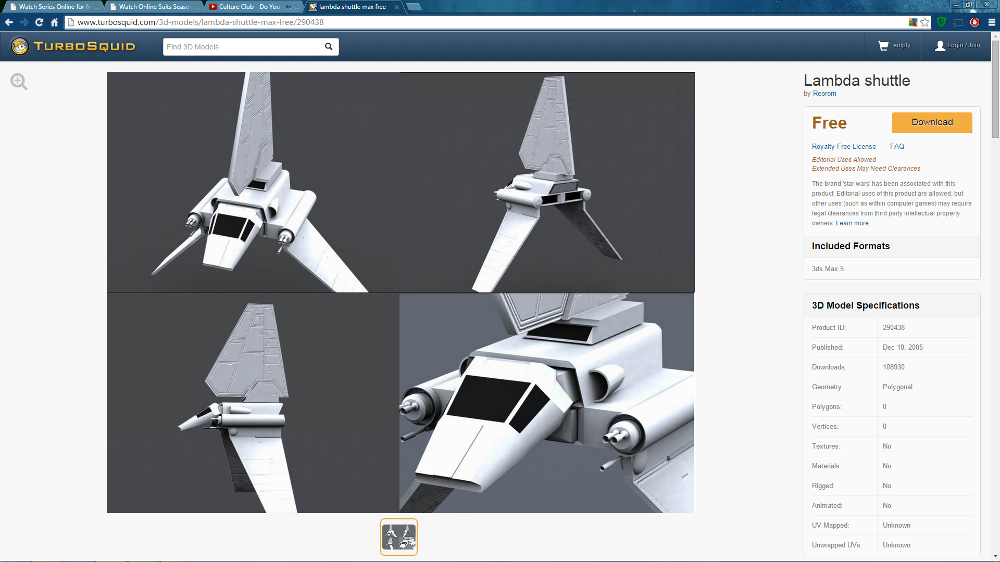 Watch Series Online for fr
Watch Online Suits Season
Culture Club - Do You
lambda shuttle max free
www.turbosquid.com/3d-models/lambda-shuttle-max-free/290438
TurboSquid
Find 3D Models
empty
Login / Join
Lambda shuttle
by Reorom
Free
Download
Royalty Free License
FAQ
Editorial Uses Allowed
Extended Uses May Need Clearances
The brand 'star wars' has been associated with this
product. Editorial uses of this product are allowed, but
other uses (such as within computer games) may require
legal clearances from third party intellectual property
owners. Learn more.
Included Formats
3ds Max 5
3D Model Specifications
Product ID: 290438
Published: Dec 10, 2005
Downloads: 108930
Geometry: Polygonal
Polygons: 0
Vertices: 0
Textures: No
Materials: No
Rigged: No
Animated: No
UV Mapped: Unknown
Unwrapped UVs: Unknown